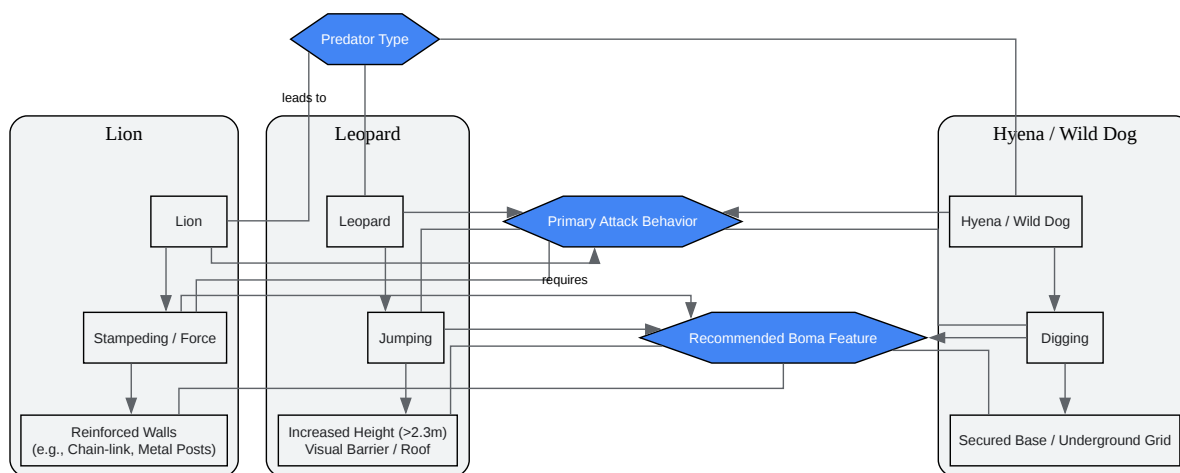 Predator Type
leads to
Lion
Leopard
Hyena / Wild Dog
Lion
Leopard
Primary Attack Behavior
Hyena / Wild Dog
requires
Stampeding / Force
Jumping
Recommended Boma Feature
Digging
Reinforced Walls
(e.g., Chain-link, Metal Posts)
Increased Height (>2.3m)
Visual Barrier / Roof
Secured Base / Underground Grid